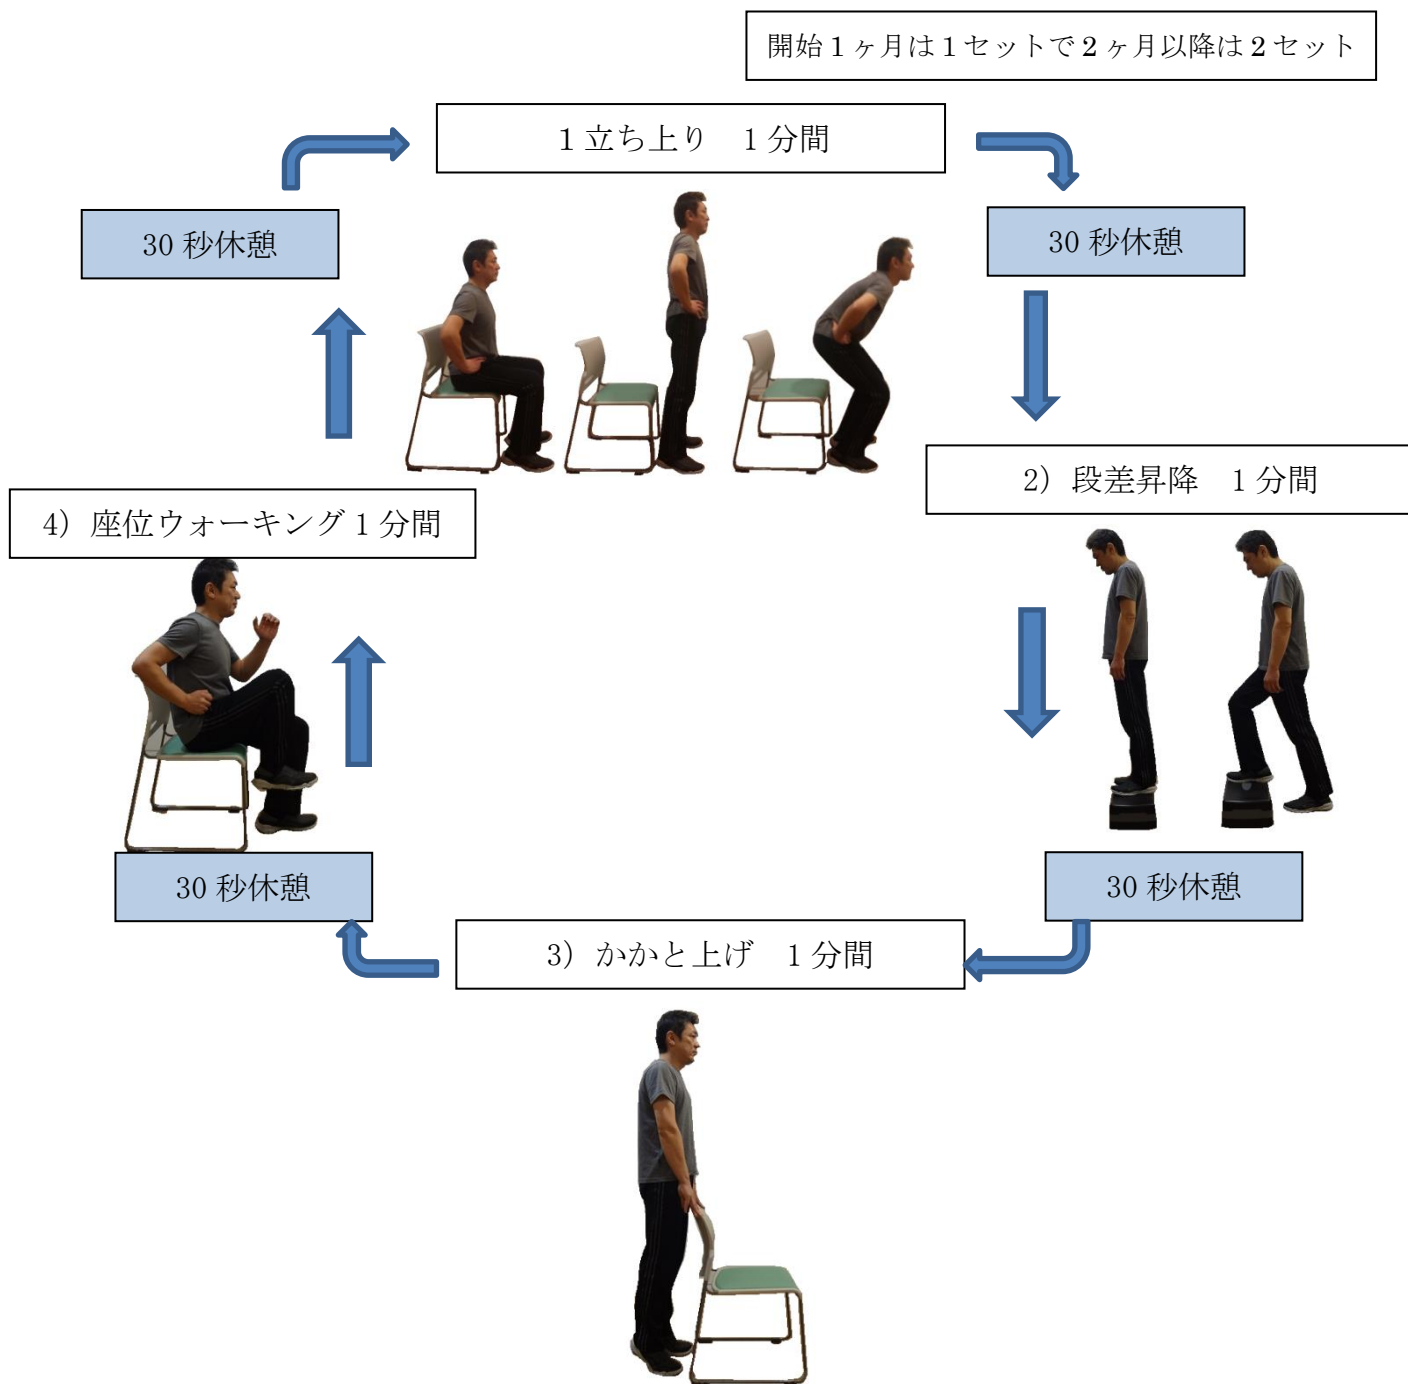 開始１ヶ月は１セットで２ヶ月以降は２セット
１立ち上り　１分間
30 秒休憩
30 秒休憩
2）段差昇降　１分間
4）座位ウォーキング１分間
30 秒休憩
30 秒休憩
3）かかと上げ　１分間